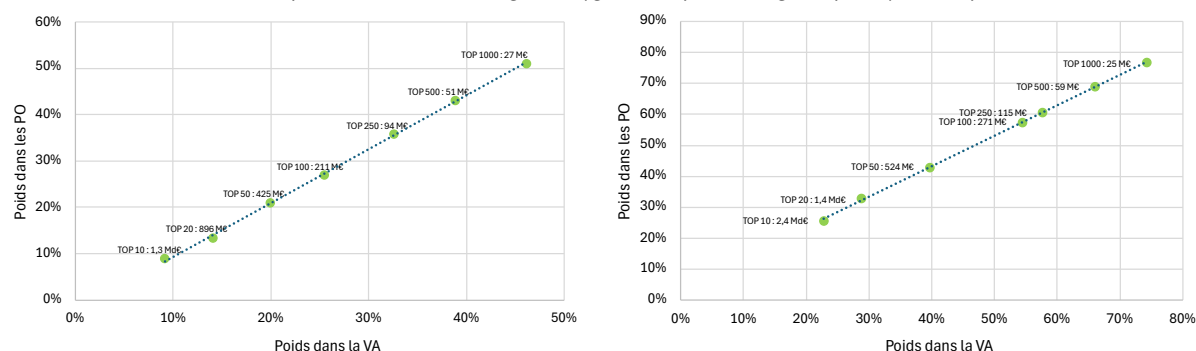 60%
50%
40%
30%
20%
10%
0%
0%
10%
20%
30%
40%
50%
Poids dans les PO
Poids dans la VA
TOP 1000 : 27 M€
TOP 500 : 51 M€
TOP 250 : 94 M€
TOP 100 : 211 M€
TOP 50 : 425 M€
TOP 20 : 896 M€
TOP 10 : 1,3 Md€
90%
80%
70%
60%
50%
40%
30%
20%
10%
0%
0%
10%
20%
30%
40%
50%
60%
70%
80%
Poids dans les PO
Poids dans la VA
TOP 1000 : 25 M€
TOP 500 : 59 M€
TOP 250 : 115 M€
TOP 100 : 271 M€
TOP 50 : 524 M€
TOP 20 : 1,4 Md€
TOP 10 : 2,4 Md€